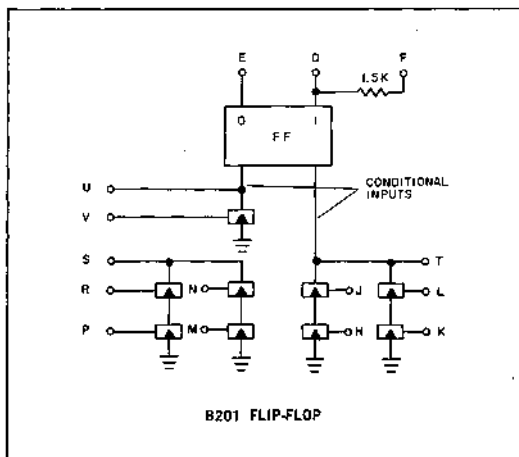 E D F
1.5K
0 1
FF
U
CONDITIONAL
INPUTS
V
S T
R N J L
P M H K
B201 FLIP-FLOP